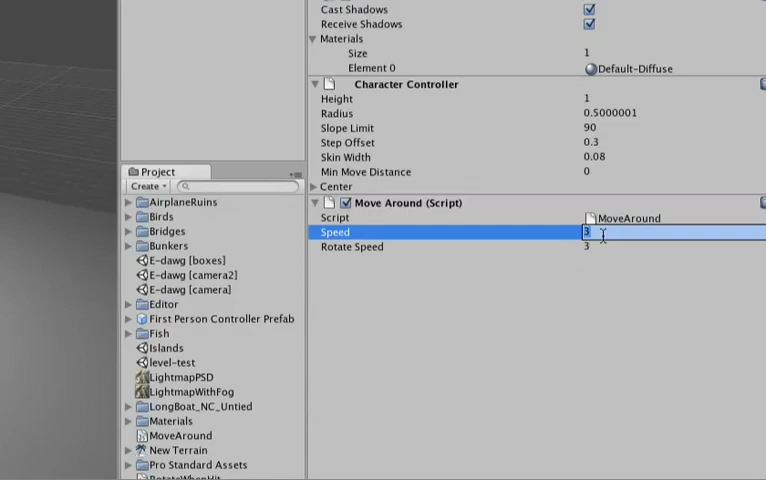 Cast Shadows
Receive Shadows
Materials
Size 1
Element 0 Default-Diffuse
Character Controller
Height 1
Radius 0.5000001
Slope Limit 90
Step Offset 0.3
Skin Width 0.08
Min Move Distance 0
Center
Move Around (Script)
Script MoveAround
Speed 3
Rotate Speed 3
Project
Create
AirplaneRuins
Birds
Bridges
Bunkers
E-dawg [boxes]
E-dawg [camera2]
E-dawg [camera]
Editor
First Person Controller Prefab
Fish
Islands
level-test
LightmapPSD
LightmapWithFog
LongBoat_NC_Untied
Materials
MoveAround
New Terrain
Pro Standard Assets